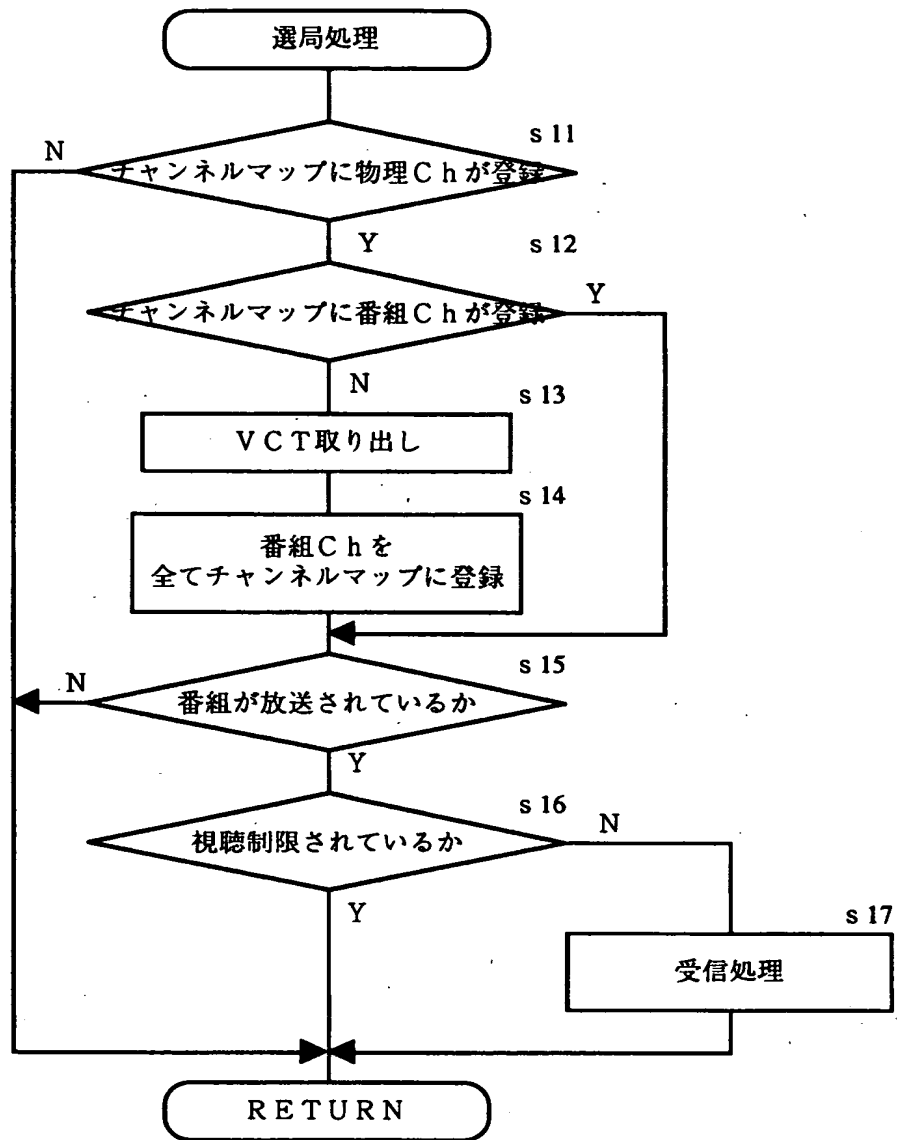 選局処理
s 11
N
チャンネルマップに物理Chが登録
Y
s 12
Y
チャンネルマップに番組Chが登録
N
s 13
VCT取り出し
s 14
番組Chを
全てチャンネルマップに登録
s 15
N
番組が放送されているか
Y
s 16
N
視聴制限されているか
Y
s 17
受信処理
RETURN